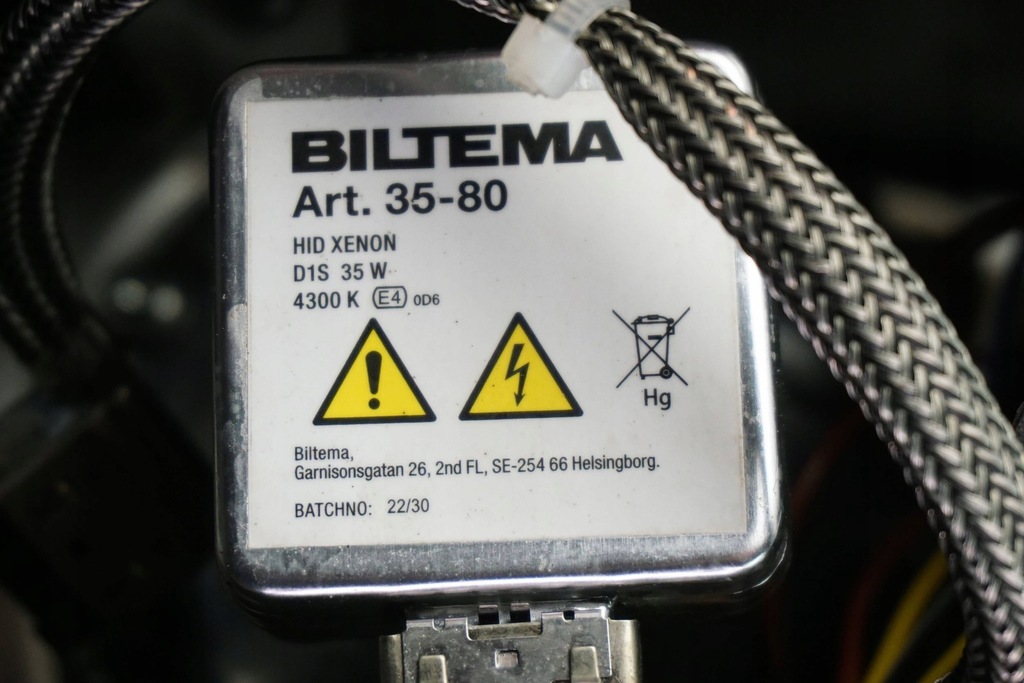 BILTEMA
Art. 35-80
HID XENON
D1S 35 W
4300 K E4 0D6
Hg
Biltema,
Garnisonsgatan 26, 2nd FL, SE-254 66 Helsingborg.
BATCHNO: 22/30